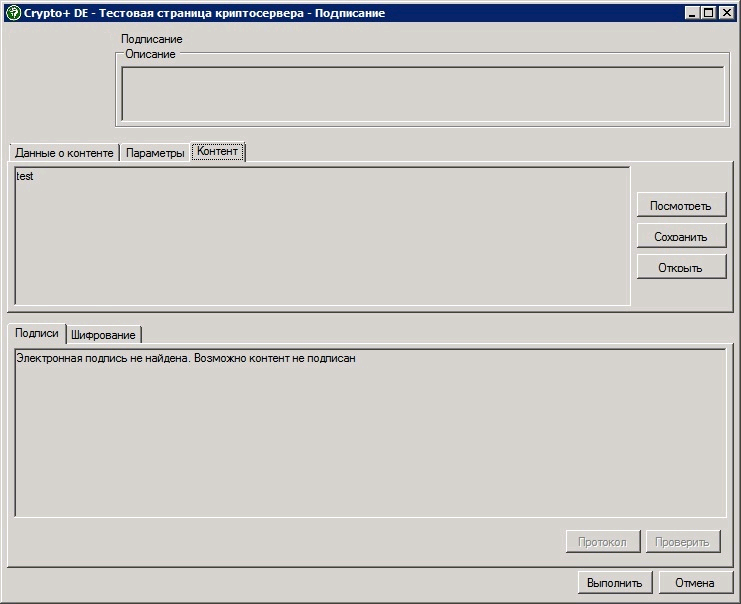 Crypto+ DE - Тестовая страница криптосервера - Подписание
Подписание
Описание
Данные о контенте Параметры Контент
test
Посмотреть
Сохранить
Открыть
Подписи Шифрование
Электронная подпись не найдена. Возможно контент не подписан
Протокол Проверить
Выполнить Отмена